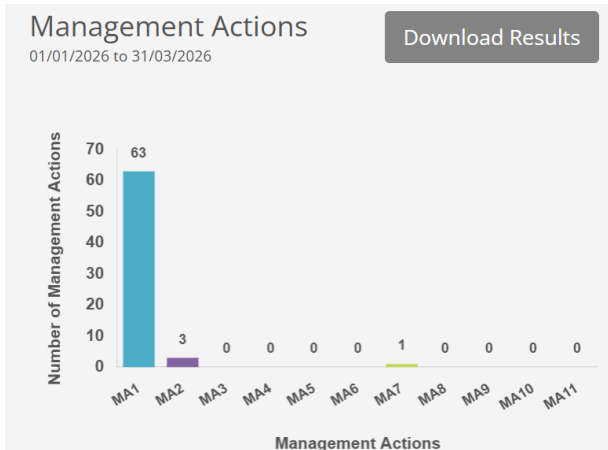 Management Actions
01/01/2026 to 31/03/2026
Download Results
Number of Management Actions
70
60
50
40
30
20
10
0
63
3
0
0
0
0
1
0
0
0
0
MA1
MA2
MA3
MA4
MA5
MA6
MA7
MA8
MA9
MA10
MA11
Management Actions